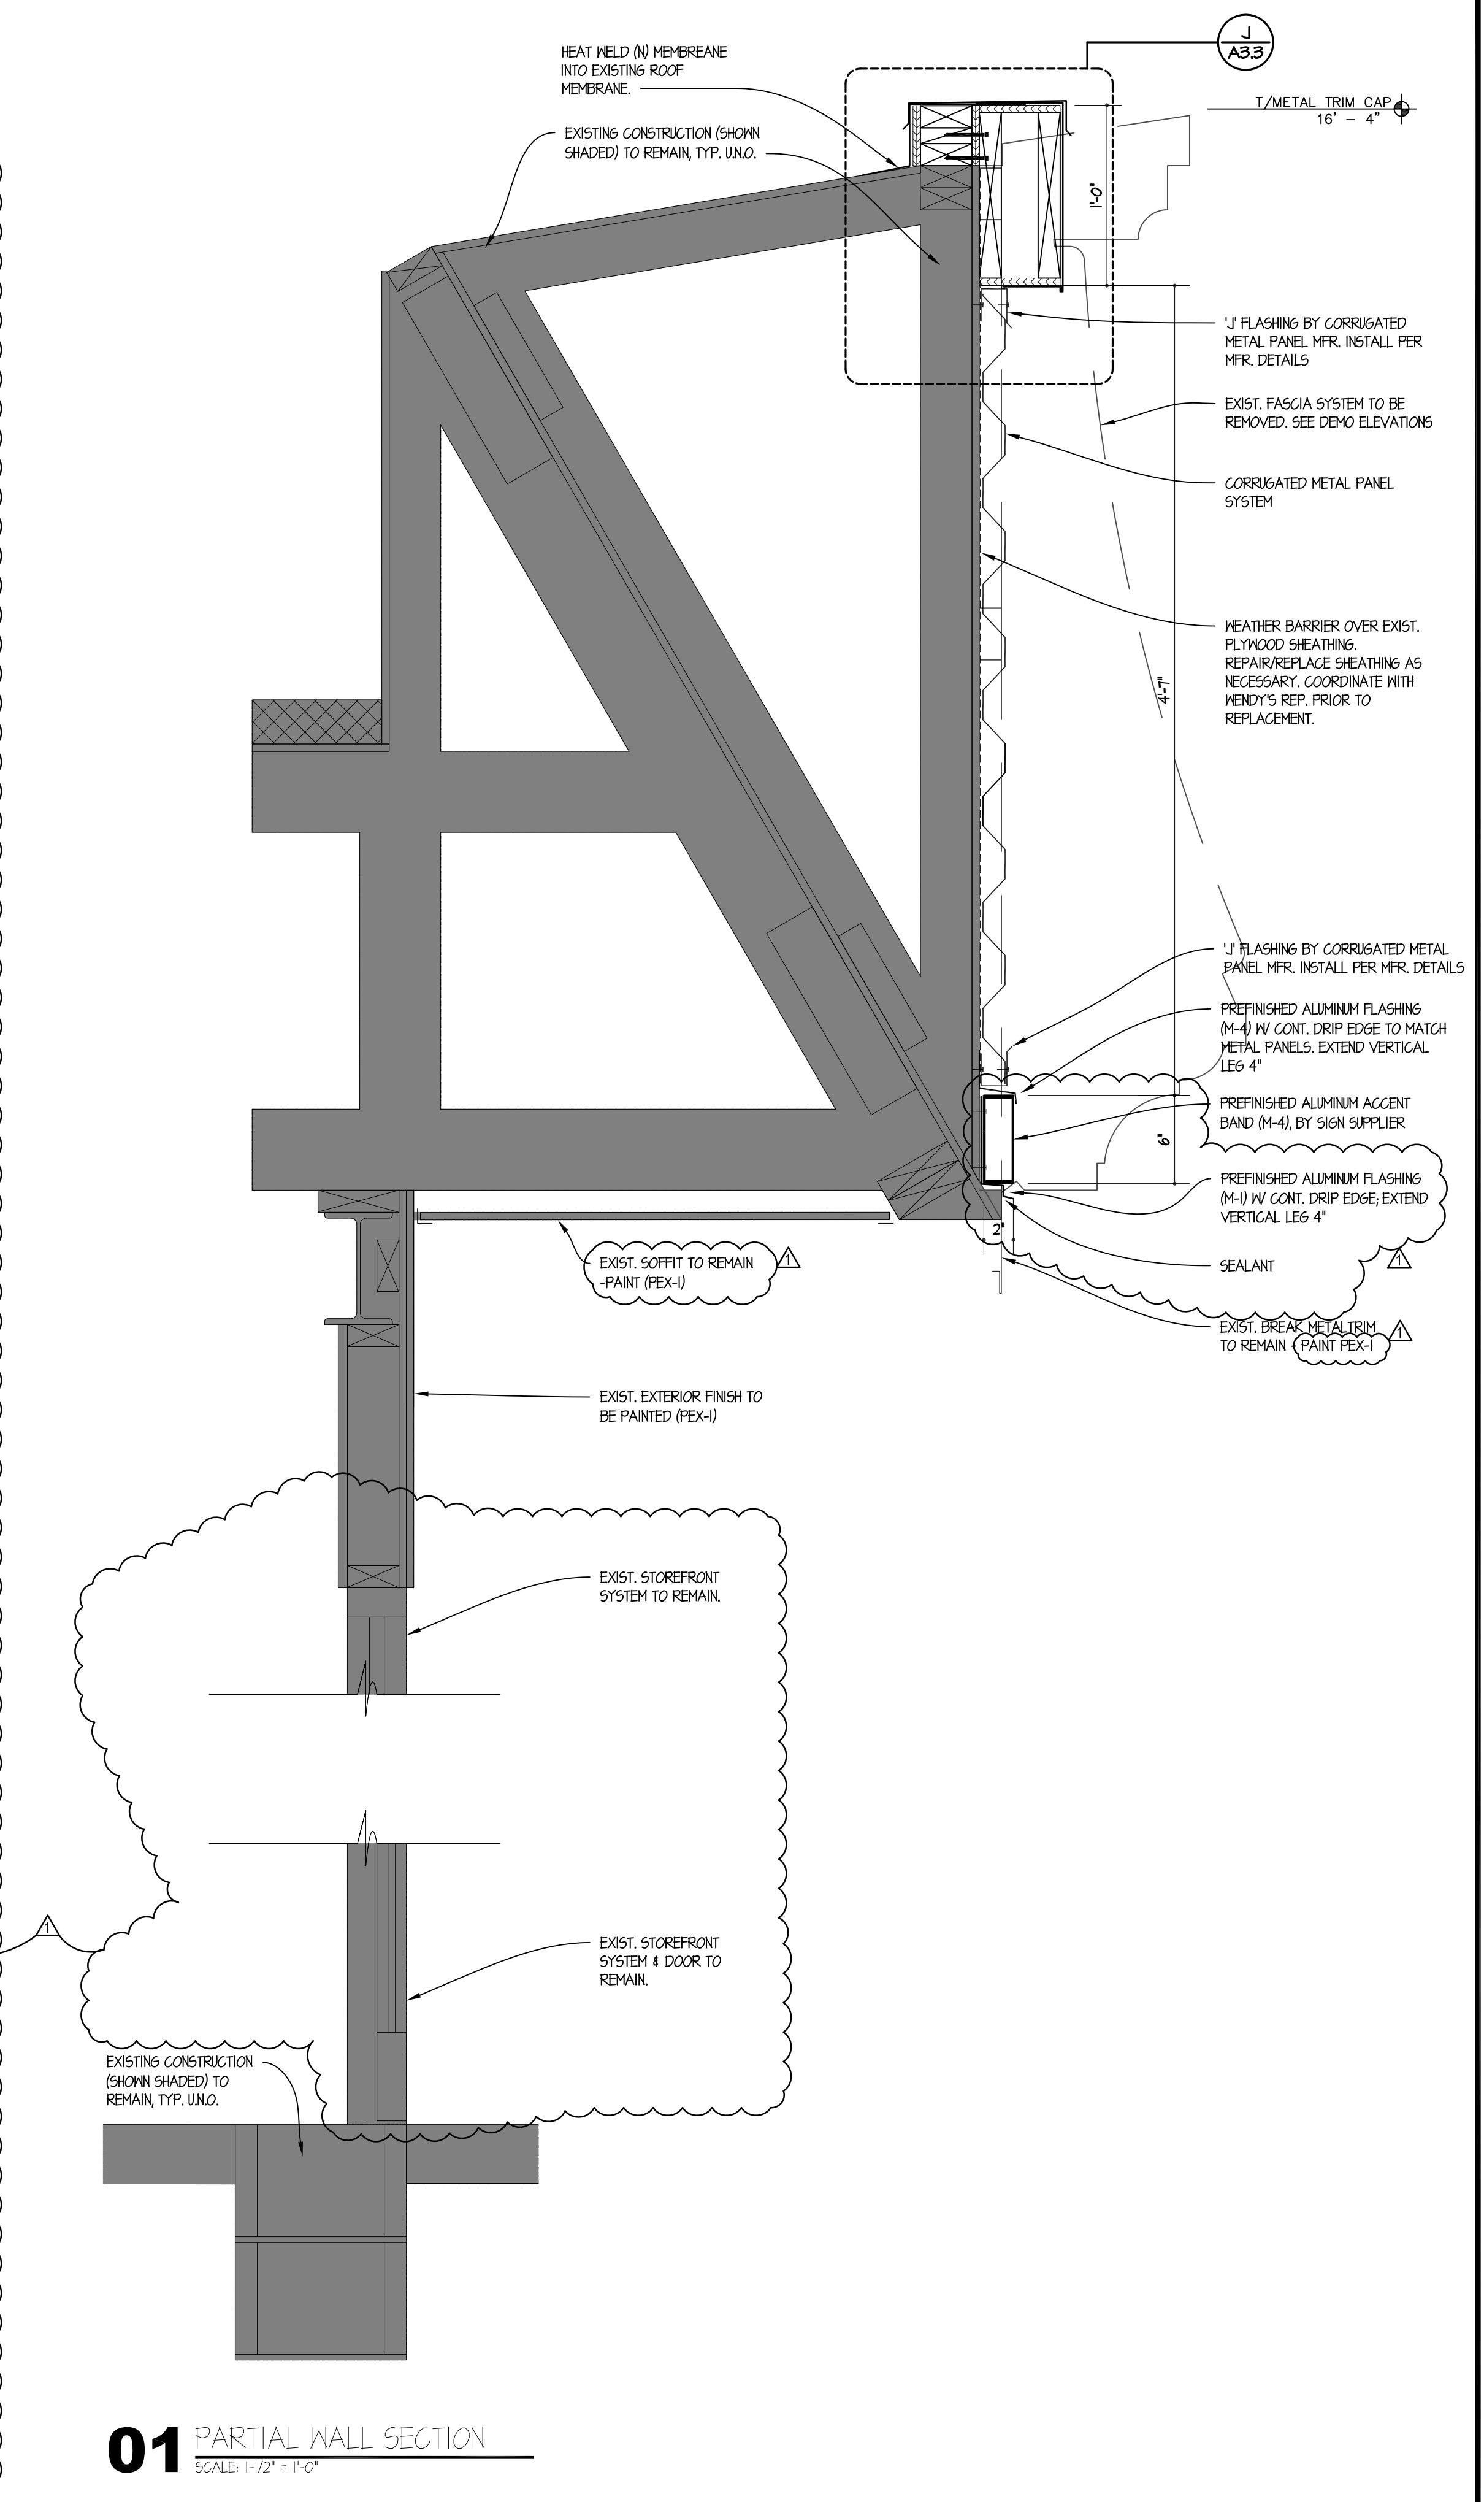 J
A3.3
HEAT WELD (N) MEMBREANE
INTO EXISTING ROOF
MEMBRANE.
T/METAL TRIM CAP
16' - 4"
EXISTING CONSTRUCTION (SHOWN
SHADED) TO REMAIN, TYP. U.N.O.
1'-0"
'J' FLASHING BY CORRUGATED
METAL PANEL MFR. INSTALL PER
MFR. DETAILS
EXIST. FASCIA SYSTEM TO BE
REMOVED. SEE DEMO ELEVATIONS
CORRUGATED METAL PANEL
SYSTEM
WEATHER BARRIER OVER EXIST.
PLYWOOD SHEATHING.
REPAIR/REPLACE SHEATHING AS
NECESSARY. COORDINATE WITH
WENDY'S REP. PRIOR TO
REPLACEMENT.
4'-7"
'J' FLASHING BY CORRUGATED METAL
PANEL MFR. INSTALL PER MFR. DETAILS
PREFINISHED ALUMINUM FLASHING
(M-4) W/ CONT. DRIP EDGE TO MATCH
METAL PANELS. EXTEND VERTICAL
LEG 4"
PREFINISHED ALUMINUM ACCENT
BAND (M-4), BY SIGN SUPPLIER
6"
PREFINISHED ALUMINUM FLASHING
(M-1) W/ CONT. DRIP EDGE; EXTEND
VERTICAL LEG 4"
2"
SEALANT
1
EXIST. SOFFIT TO REMAIN
-PAINT (PEX-1)
1
EXIST. BREAK METALTRIM
TO REMAIN - PAINT PEX-1
1
EXIST. EXTERIOR FINISH TO
BE PAINTED (PEX-1)
EXIST. STOREFRONT
SYSTEM TO REMAIN.
1
EXIST. STOREFRONT
SYSTEM & DOOR TO
REMAIN.
EXISTING CONSTRUCTION
(SHOWN SHADED) TO
REMAIN, TYP. U.N.O.
01 PARTIAL WALL SECTION
SCALE: 1-1/2" = 1'-0"